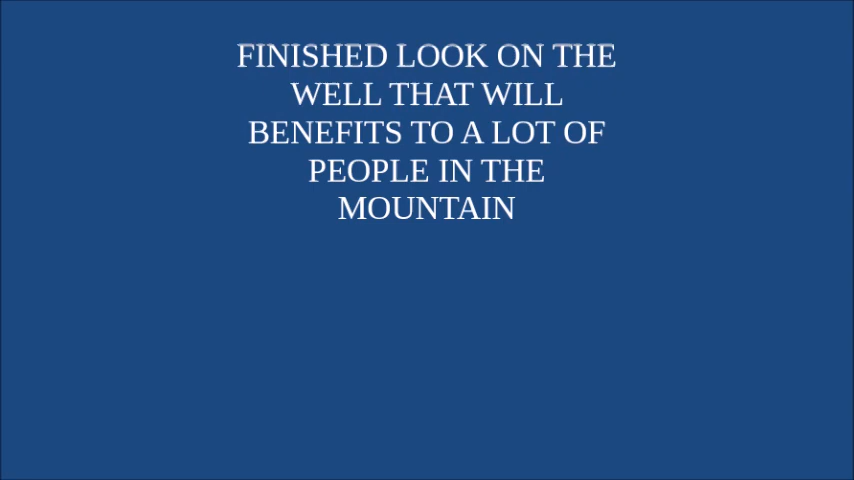 FINISHED LOOK ON THE
WELL THAT WILL
BENEFITS TO A LOT OF
PEOPLE IN THE
MOUNTAIN